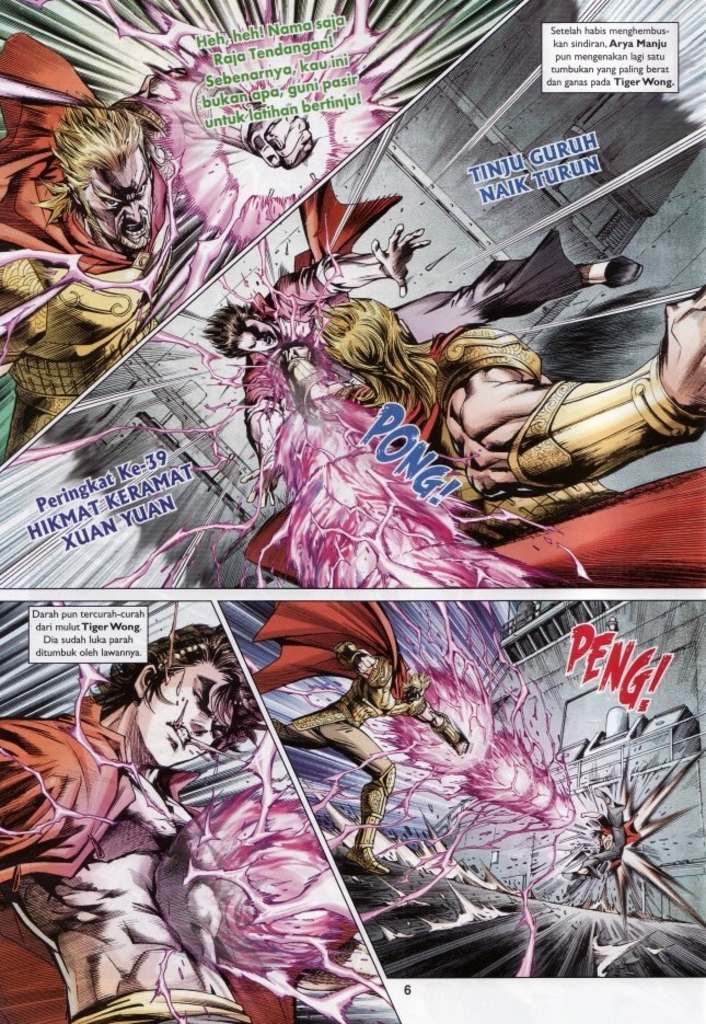 Heh, heh! Nama saja
Raja Tendangan!
Sebenarnya, kau ini
bukan apa, guni pasir
untuk latihan bertinju!
Setelah habis menghembus-
kan sindiran, Arya Manju
pun mengenakan lagi satu
tumbukan yang paling berat
dan ganas pada Tiger Wong.
TINJU GURUH
NAIK TURUN
PONG!
Peringkat Ke-39
HIKMAT KERAMAT
XUAN YUAN
Darah pun tercurah-curah
dari mulut Tiger Wong.
Dia sudah luka parah
ditumbuk oleh lawannya.
PENG!
6